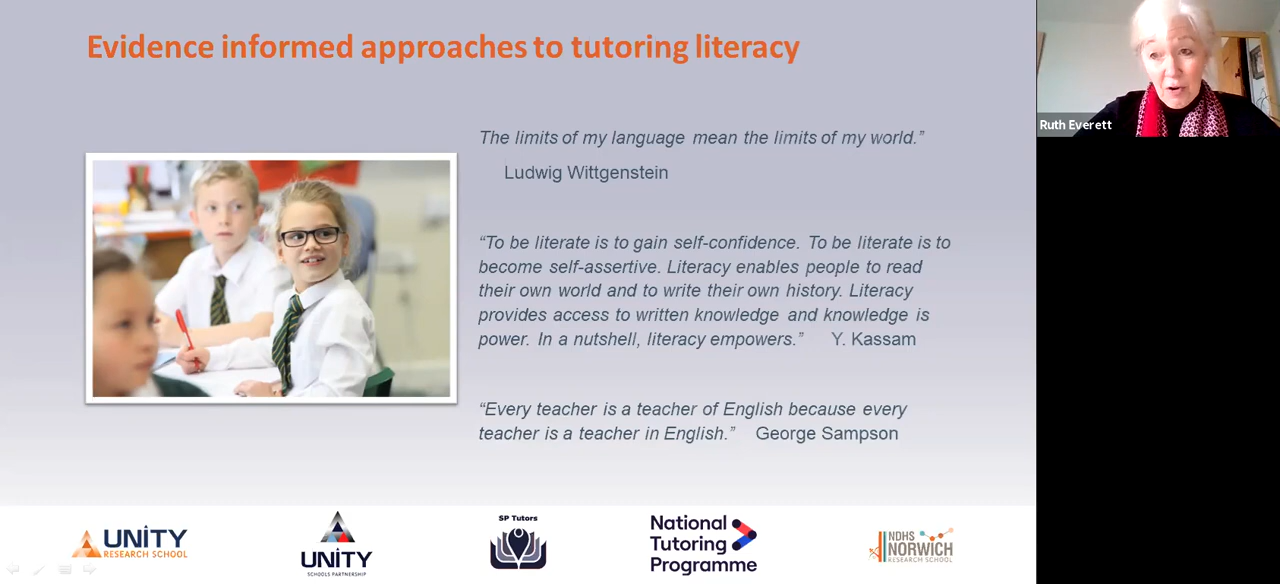 Evidence informed approaches to tutoring literacy
Ruth Everett
The limits of my language mean the limits of my world.”
Ludwig Wittgenstein
“To be literate is to gain self-confidence. To be literate is to
become self-assertive. Literacy enables people to read
their own world and to write their own history. Literacy
provides access to written knowledge and knowledge is
power. In a nutshell, literacy empowers.” Y. Kassam
“Every teacher is a teacher of English because every
teacher is a teacher in English.” George Sampson
UNITY
RESEARCH SCHOOL
UNITY
SCHOOLS PARTNERSHIP
SP Tutors
National
Tutoring
Programme
NDHS
NORWICH
RESEARCH SCHOOL